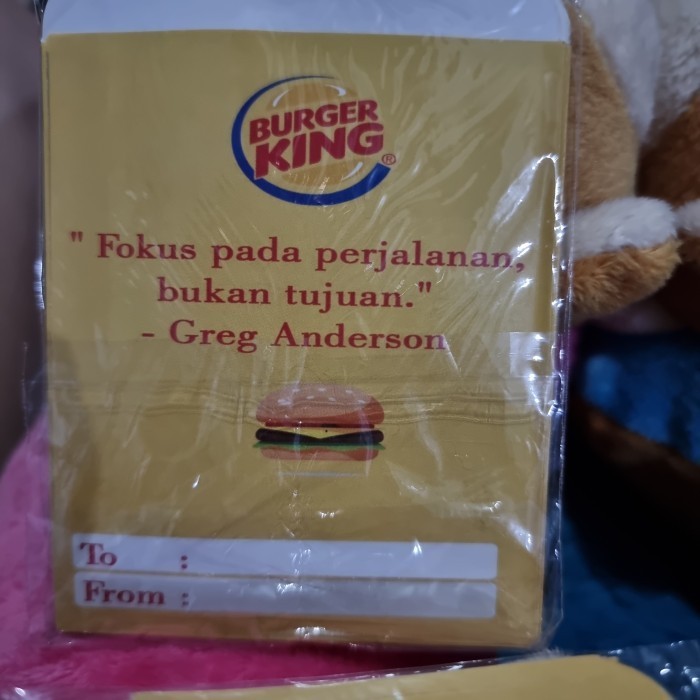 BURGER
KING®
" Fokus pada perjalanan,
bukan tujuan."
- Greg Anderson
To :
From :